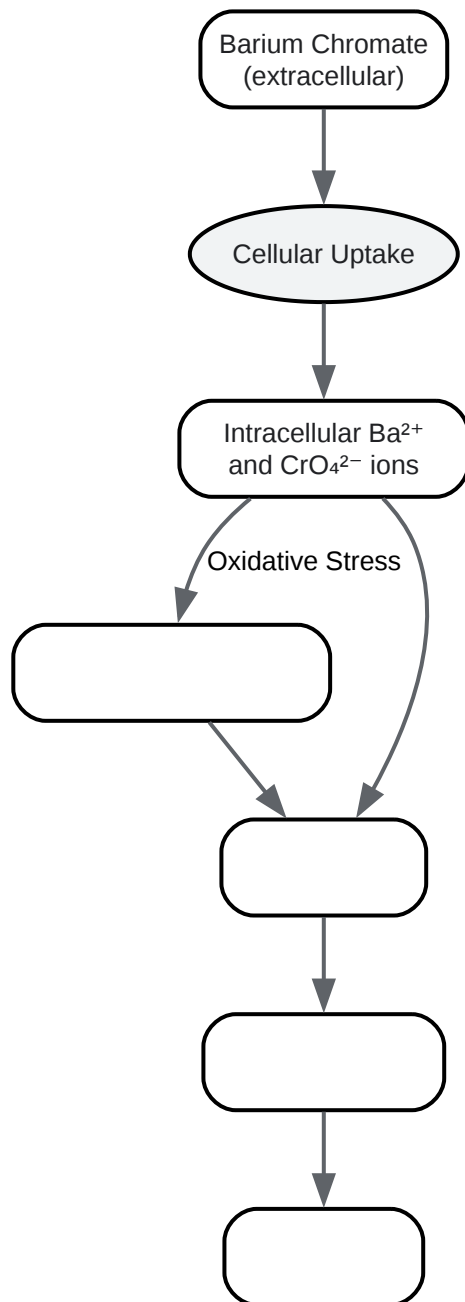 Barium Chromate
(extracellular)
Cellular Uptake
Intracellular Ba²⁺
and CrO₄²⁻ ions
Oxidative Stress